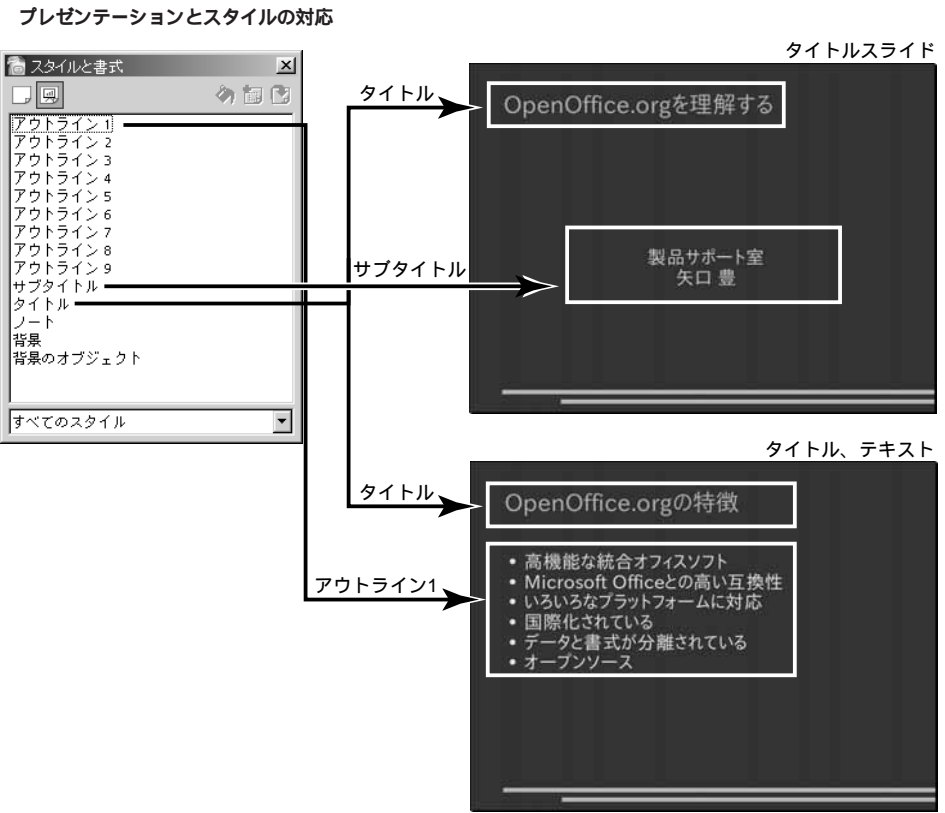 プレゼンテーションとスタイルの対応
スタイルと書式
アウトライン 1
アウトライン 2
アウトライン 3
アウトライン 4
アウトライン 5
アウトライン 6
アウトライン 7
アウトライン 8
アウトライン 9
サブタイトル
タイトル
ノート
背景
背景のオブジェクト
すべてのスタイル
タイトル
サブタイトル
タイトル
アウトライン1
タイトルスライド
OpenOffice.orgを理解する
製品サポート室
矢口 豊
タイトル、テキスト
OpenOffice.orgの特徴
• 高機能な統合オフィスソフト
• Microsoft Officeとの高い互換性
• いろいろなプラットフォームに対応
• 国際化されている
• データと書式が分離されている
• オープンソース